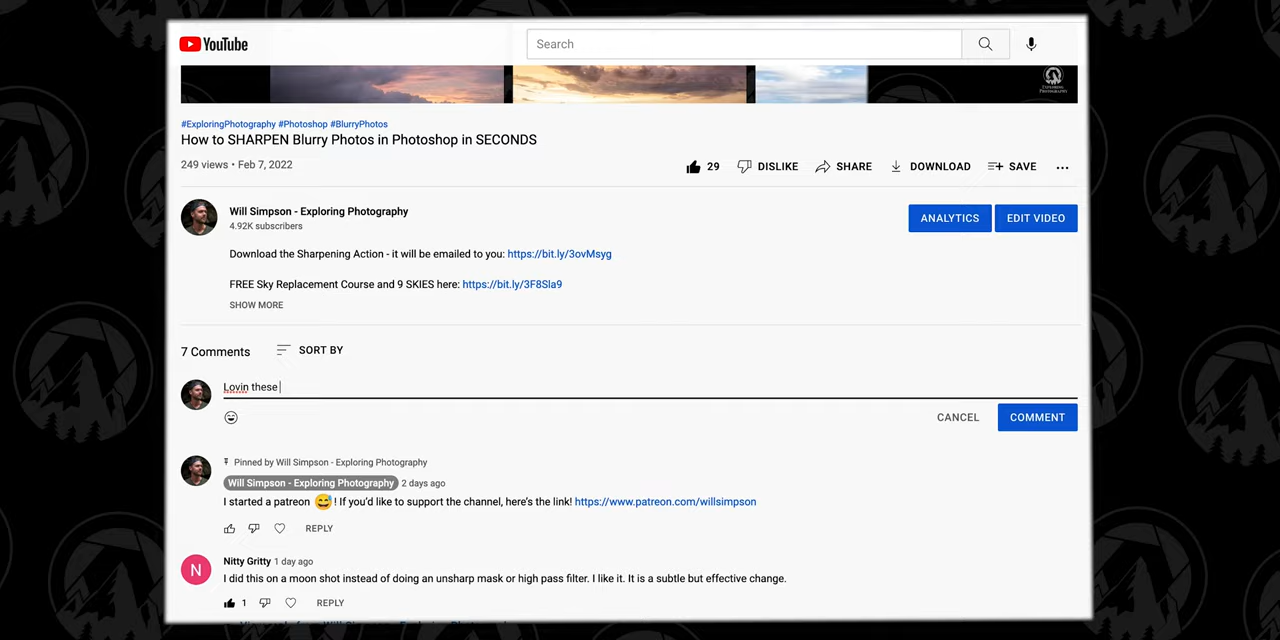 YouTube
Search
EXPLORING
PHOTOGRAPHY
#ExploringPhotography #Photoshop #BlurryPhotos
How to SHARPEN Blurry Photos in Photoshop in SECONDS
249 views • Feb 7, 2022
29 DISLIKE SHARE DOWNLOAD SAVE ...
Will Simpson - Exploring Photography
4.92K subscribers
ANALYTICS EDIT VIDEO
Download the Sharpening Action - it will be emailed to you: https://bit.ly/3ovMsyg
FREE Sky Replacement Course and 9 SKIES here: https://bit.ly/3F8Sla9
SHOW MORE
7 Comments SORT BY
Lovin these
CANCEL COMMENT
Pinned by Will Simpson - Exploring Photography
Will Simpson - Exploring Photography 2 days ago
I started a patreon 😅! If you'd like to support the channel, here's the link! https://www.patreon.com/willsimpson
REPLY
N
Nitty Gritty 1 day ago
I did this on a moon shot instead of doing an unsharp mask or high pass filter. I like it. It is a subtle but effective change.
1 REPLY